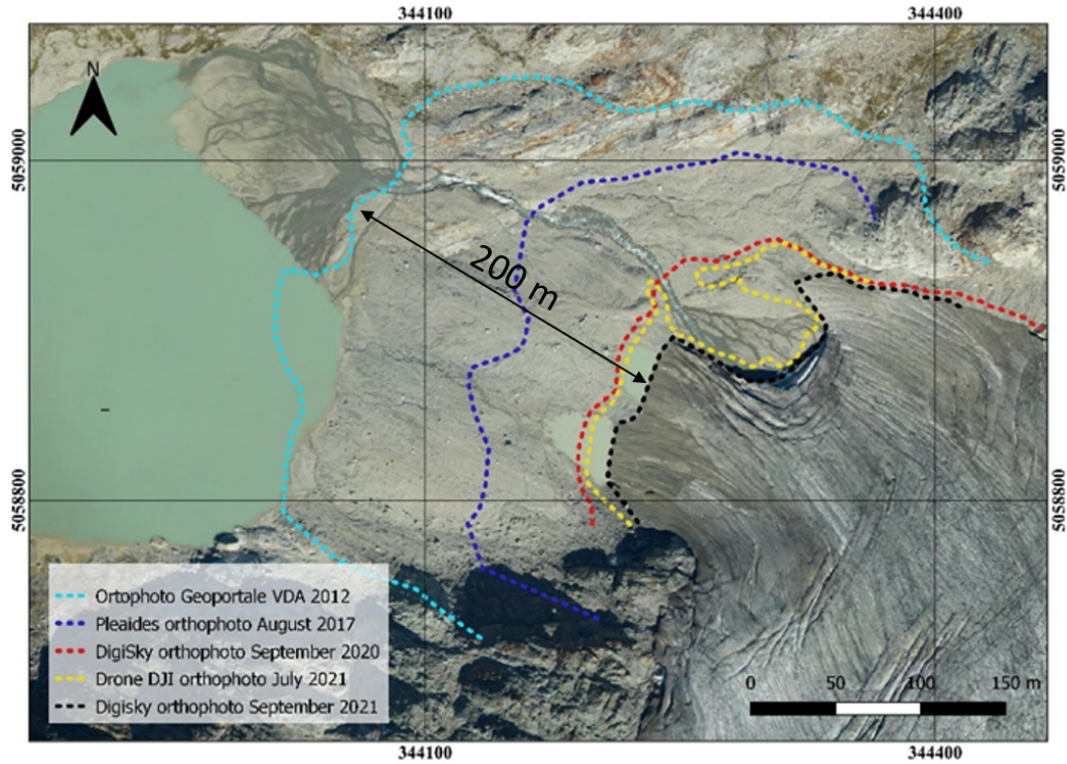 344100 344400
N
5059000 5059000
200 m
5058800 5058800
Ortophoto Geoportale VDA 2012
Pleaides orthophoto August 2017
DigiSky orthophoto September 2020
Drone DJI orthophoto July 2021
Digisky orthophoto September 2021
0 50 100 150 m
344100 344400